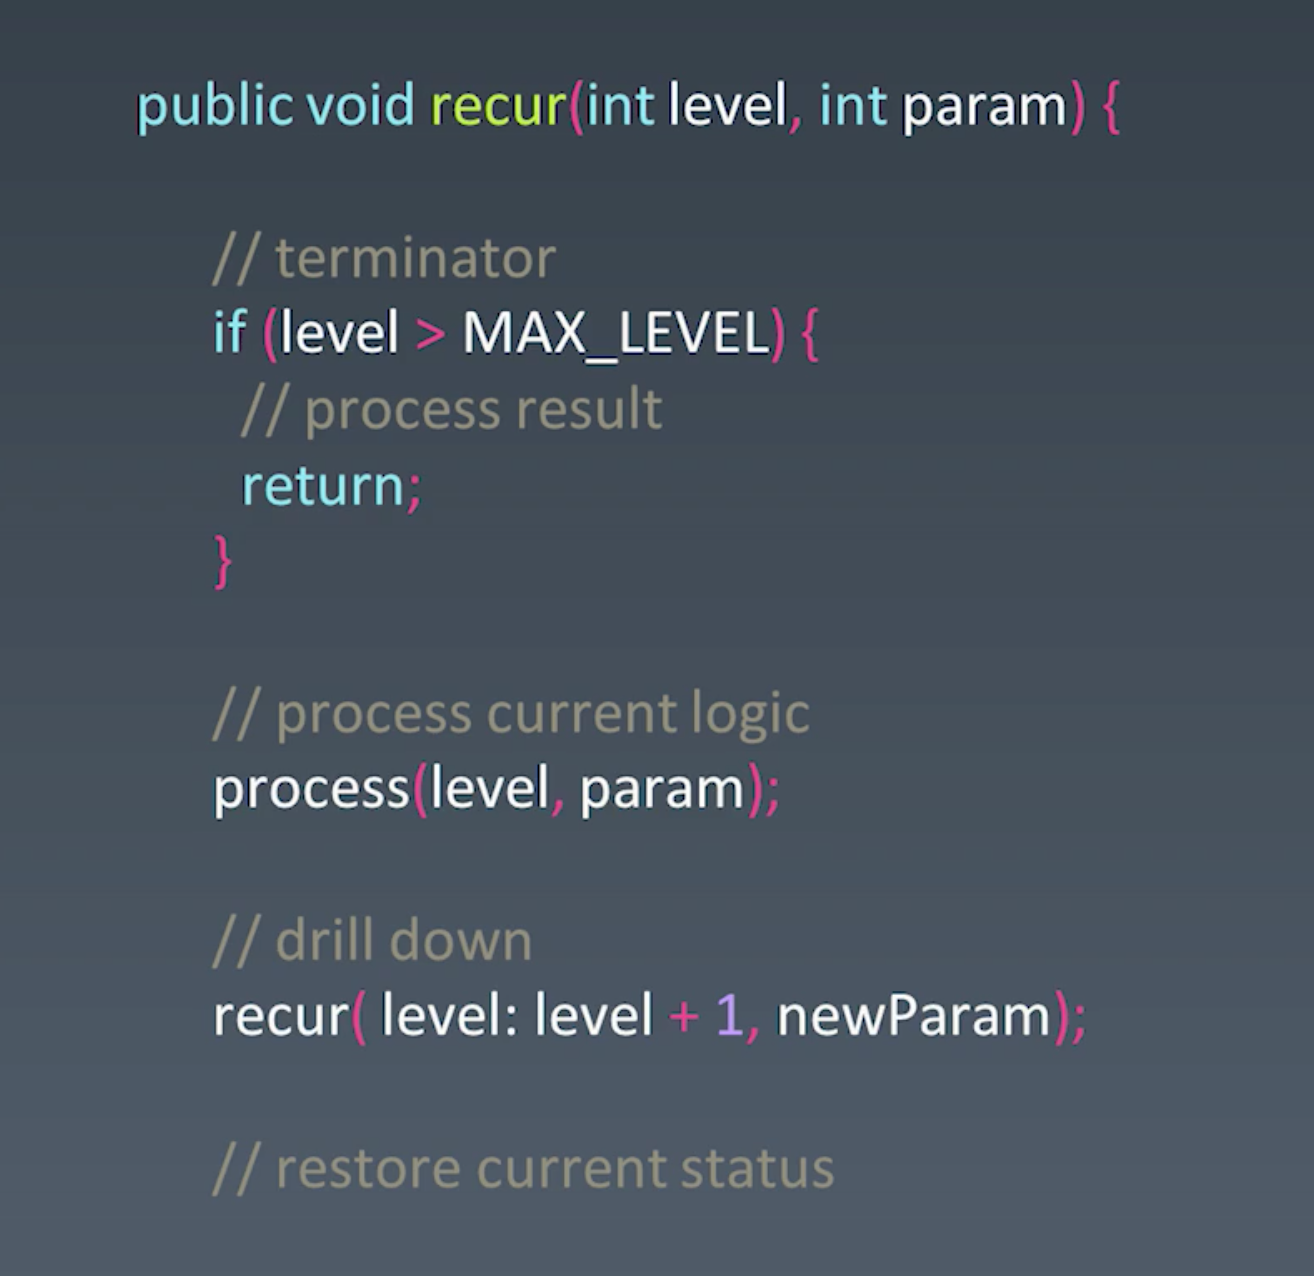 public void recur(int level, int param) {
// terminator
if (level > MAX_LEVEL) {
// process result
return;
}
// process current logic
process(level, param);
// drill down
recur( level: level + 1, newParam);
// restore current status